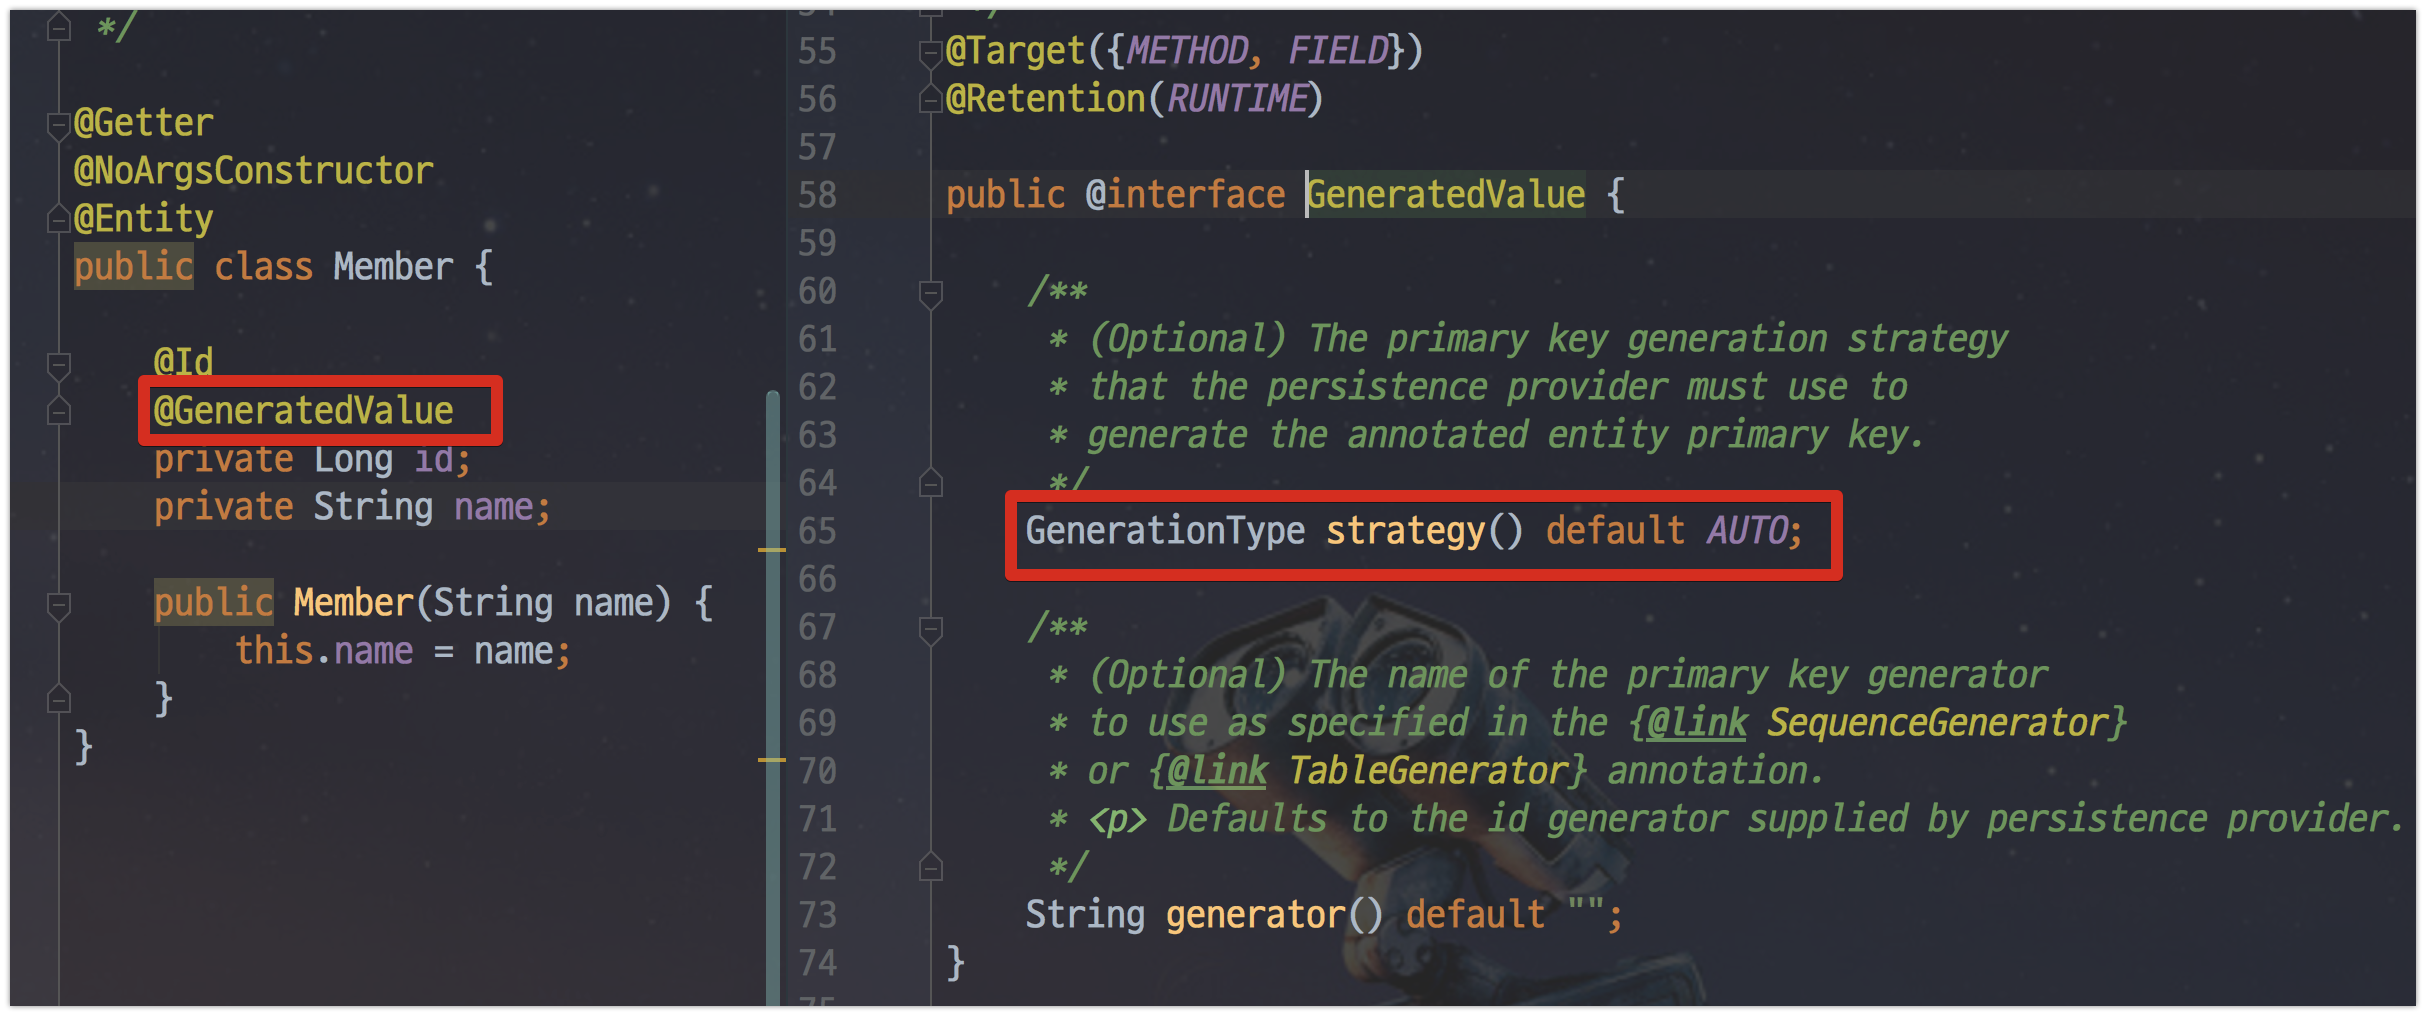 */
@Getter
@NoArgsConstructor
@Entity
public class Member {
@Id
@GeneratedValue
private Long id;
private String name;
public Member(String name) {
this.name = name;
}
}
55 @Target({METHOD, FIELD})
56 @Retention(RUNTIME)
57
58 public @interface GeneratedValue {
59
60 /**
61 * (Optional) The primary key generation strategy
62 * that the persistence provider must use to
63 * generate the annotated entity primary key.
64 */
65 GenerationType strategy() default AUTO;
66
67 /**
68 * (Optional) The name of the primary key generator
69 * to use as specified in the {@link SequenceGenerator}
70 * or {@link TableGenerator} annotation.
71 * <p> Defaults to the id generator supplied by persistence provider.
72 */
73 String generator() default "";
74 }